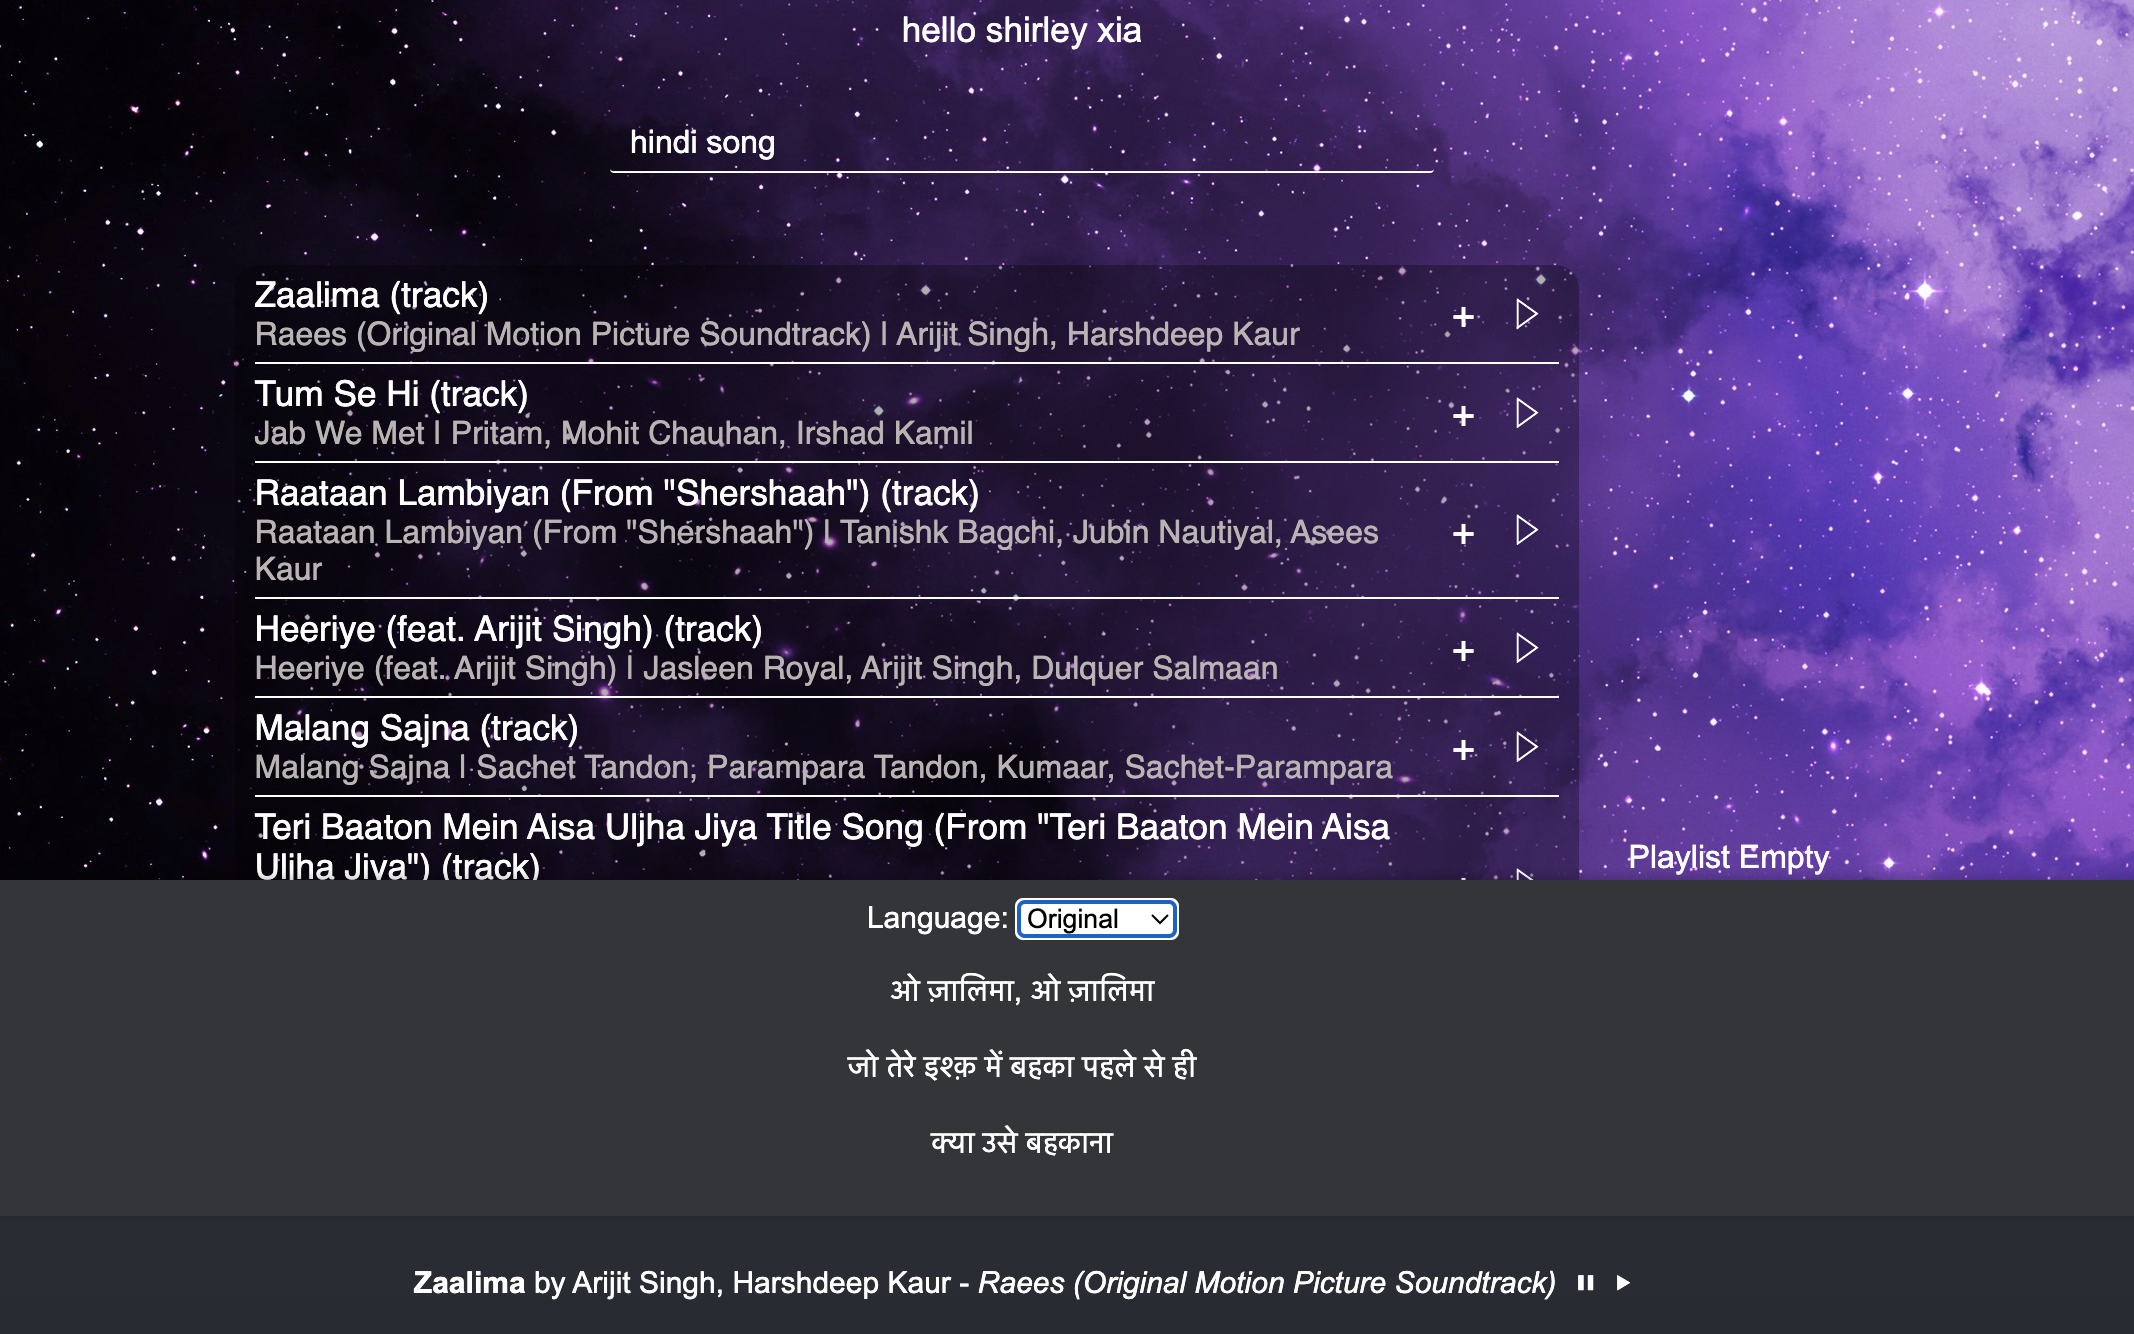 hello shirley xia
hindi song
Zaalima (track)
Raees (Original Motion Picture Soundtrack) | Arijit Singh, Harshdeep Kaur
Tum Se Hi (track)
Jab We Met | Pritam, Mohit Chauhan, Irshad Kamil
Raataan Lambiyan (From "Shershaah") (track)
Raataan Lambiyan (From "Shershaah") | Tanishk Bagchi, Jubin Nautiyal, Asees
Kaur
Heeriye (feat. Arijit Singh) (track)
Heeriye (feat. Arijit Singh) | Jasleen Royal, Arijit Singh, Dulquer Salmaan
Malang Sajna (track)
Malang Sajna | Sachet Tandon, Parampara Tandon, Kumaar, Sachet-Parampara
Teri Baaton Mein Aisa Uljha Jiya Title Song (From "Teri Baaton Mein Aisa
Uljha Jiya") (track)
Playlist Empty
Language: Original
ओ ज़ालिमा, ओ ज़ालिमा
जो तेरे इश्क़ में बहका पहले से ही
क्या उसे बहकाना
Zaalima by Arijit Singh, Harshdeep Kaur - Raees (Original Motion Picture Soundtrack)